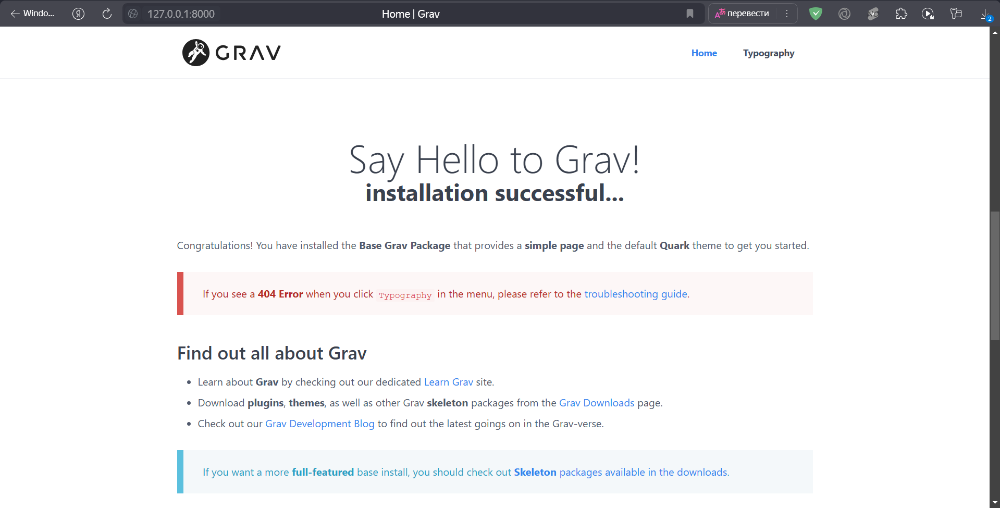 Windo...
Я
127.0.0.1:8000
Home | Grav
перевести
2
GRAV
Home
Typography
Say Hello to Grav!
installation successful...
Congratulations! You have installed the Base Grav Package that provides a simple page and the default Quark theme to get you started.
If you see a 404 Error when you click Typography in the menu, please refer to the troubleshooting guide.
Find out all about Grav
• Learn about Grav by checking out our dedicated Learn Grav site.
• Download plugins, themes, as well as other Grav skeleton packages from the Grav Downloads page.
• Check out our Grav Development Blog to find out the latest goings on in the Grav-verse.
If you want a more full-featured base install, you should check out Skeleton packages available in the downloads.